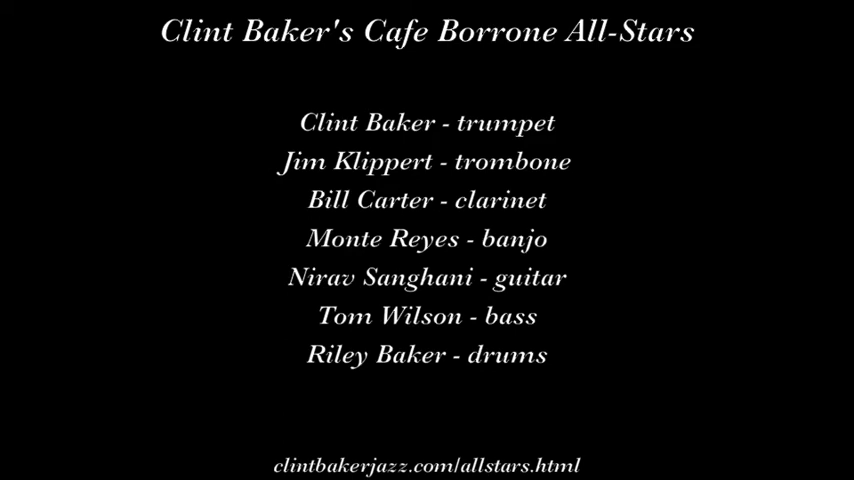 Clint Baker's Cafe Borrone All-Stars
Clint Baker - trumpet
Jim Klippert - trombone
Bill Carter - clarinet
Monte Reyes - banjo
Nirav Sanghani - guitar
Tom Wilson - bass
Riley Baker - drums
clintbakerjazz.com/allstars.html